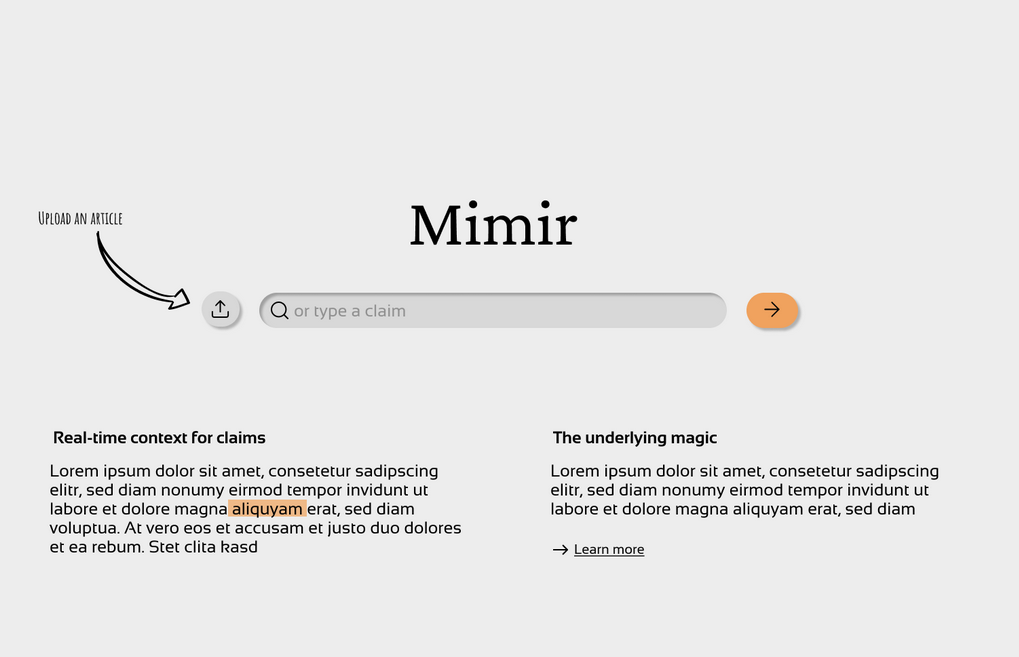 Upload an article
Mimir
or type a claim
Real-time context for claims
Lorem ipsum dolor sit amet, consetetur sadipscing
elitr, sed diam nonumy eirmod tempor invidunt ut
labore et dolore magna aliquyam erat, sed diam
voluptua. At vero eos et accusam et justo duo dolores
et ea rebum. Stet clita kasd
The underlying magic
Lorem ipsum dolor sit amet, consetetur sadipscing
elitr, sed diam nonumy eirmod tempor invidunt ut
labore et dolore magna aliquyam erat, sed diam
Learn more